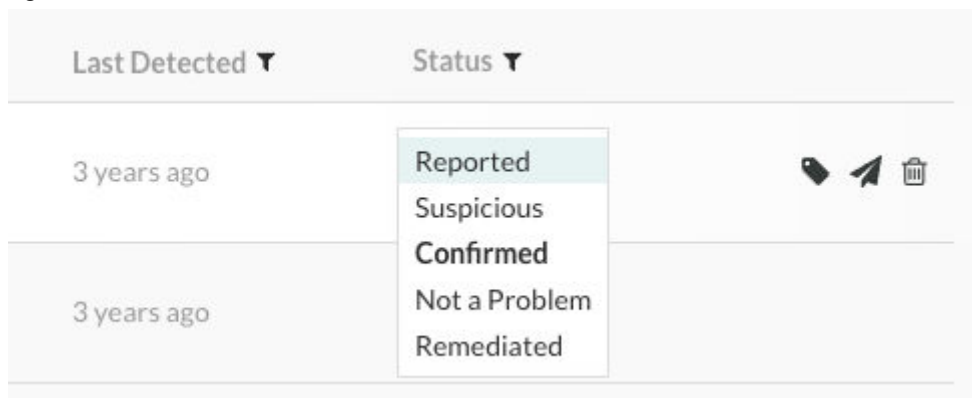 Last Detected Status
3 years ago
Reported
Suspicious
Confirmed
Not a Problem
Remediated
3 years ago